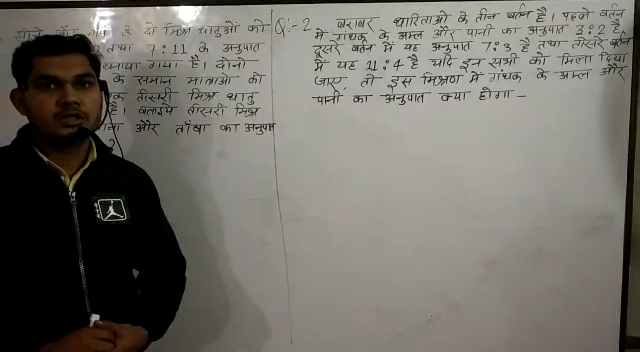 दो मिश्र धातुओं को
तथा 7:11 के अनुपात
बनाया गया है। दोनो
के समान मात्राओं को
तीसरी मिश्र धातु
है। बताइये तीसरी मिश्र
और ताँबा का अनुपात
?
Q:-2 बराबर धारिताओ के तीन बर्तन है। पहले बर्तन
में गंधक के अम्ल और पानी का अनुपात 3:2 है,
दूसरे बर्तन में यह अनुपात 7:3 है तथा तीसरे बर्तन
में यह 11:4 है यदि इन सभी को मिला दिया
जाए, तो इस मिश्रण में गंधक के अम्ल और
पानी का अनुपात क्या होगा –